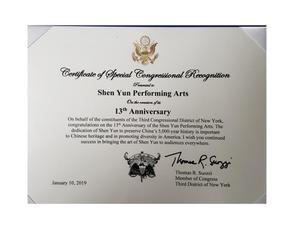 Certificate of Special Congressional Recognition
Presented to
Shen Yun Performing Arts
On the occasion of its
13th Anniversary
On behalf of the constituents of the Third Congressional District of New York,
congratulations on the 13th Anniversary of the Shen Yun Performing Arts. The
dedication of Shen Yun to preserve China's 5,000 year history is important
to Chinese heritage and in promoting diversity in America. I wish you continued
success in bringing the art of Shen Yun to audiences everywhere.
Thomas R. Suozzi
January 10, 2019
Thomas R. Suozzi
Member of Congress
Third District of New York